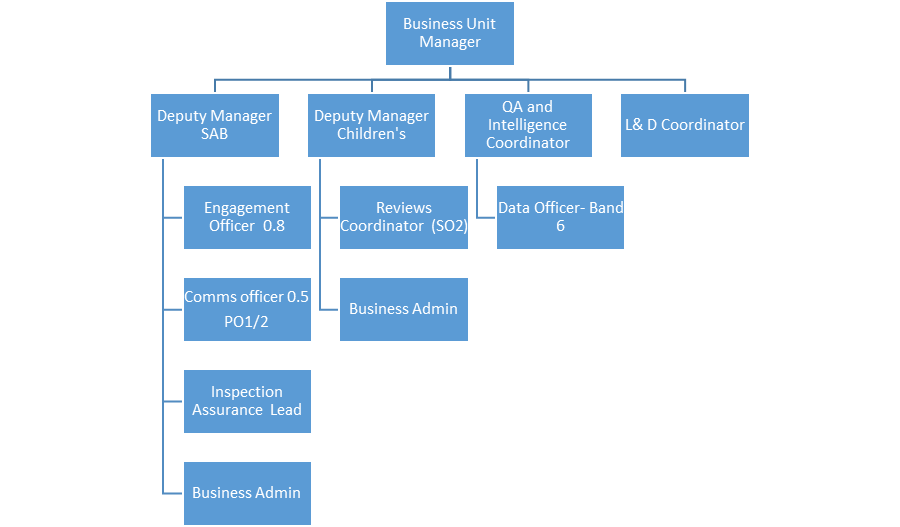 Business Unit
Manager
Deputy Manager
SAB
Deputy Manager
Children's
QA and
Intelligence
Coordinator
L& D Coordinator
Engagement
Officer  0.8
Reviews
Coordinator  (SO2)
Data Officer- Band
6
Comms officer 0.5
PO1/2
Business Admin
Inspection
Assurance  Lead
Business Admin